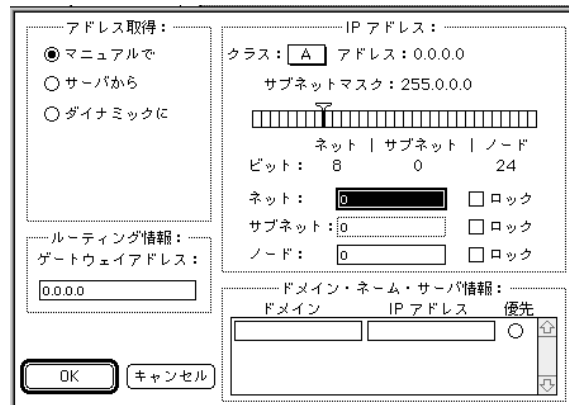 アドレス取得：
マニュアルで
サーバから
ダイナミックに
ルーティング情報：
ゲートウェイアドレス：
0.0.0.0
OK
キャンセル
IP アドレス：
クラス： A アドレス：0.0.0.0
サブネットマスク：255.0.0.0
ネット | サブネット | ノード
ビット： 8 0 24
ネット： 0 ロック
サブネット：0 ロック
ノード： 0 ロック
ドメイン・ネーム・サーバ情報：
ドメイン IP アドレス 優先